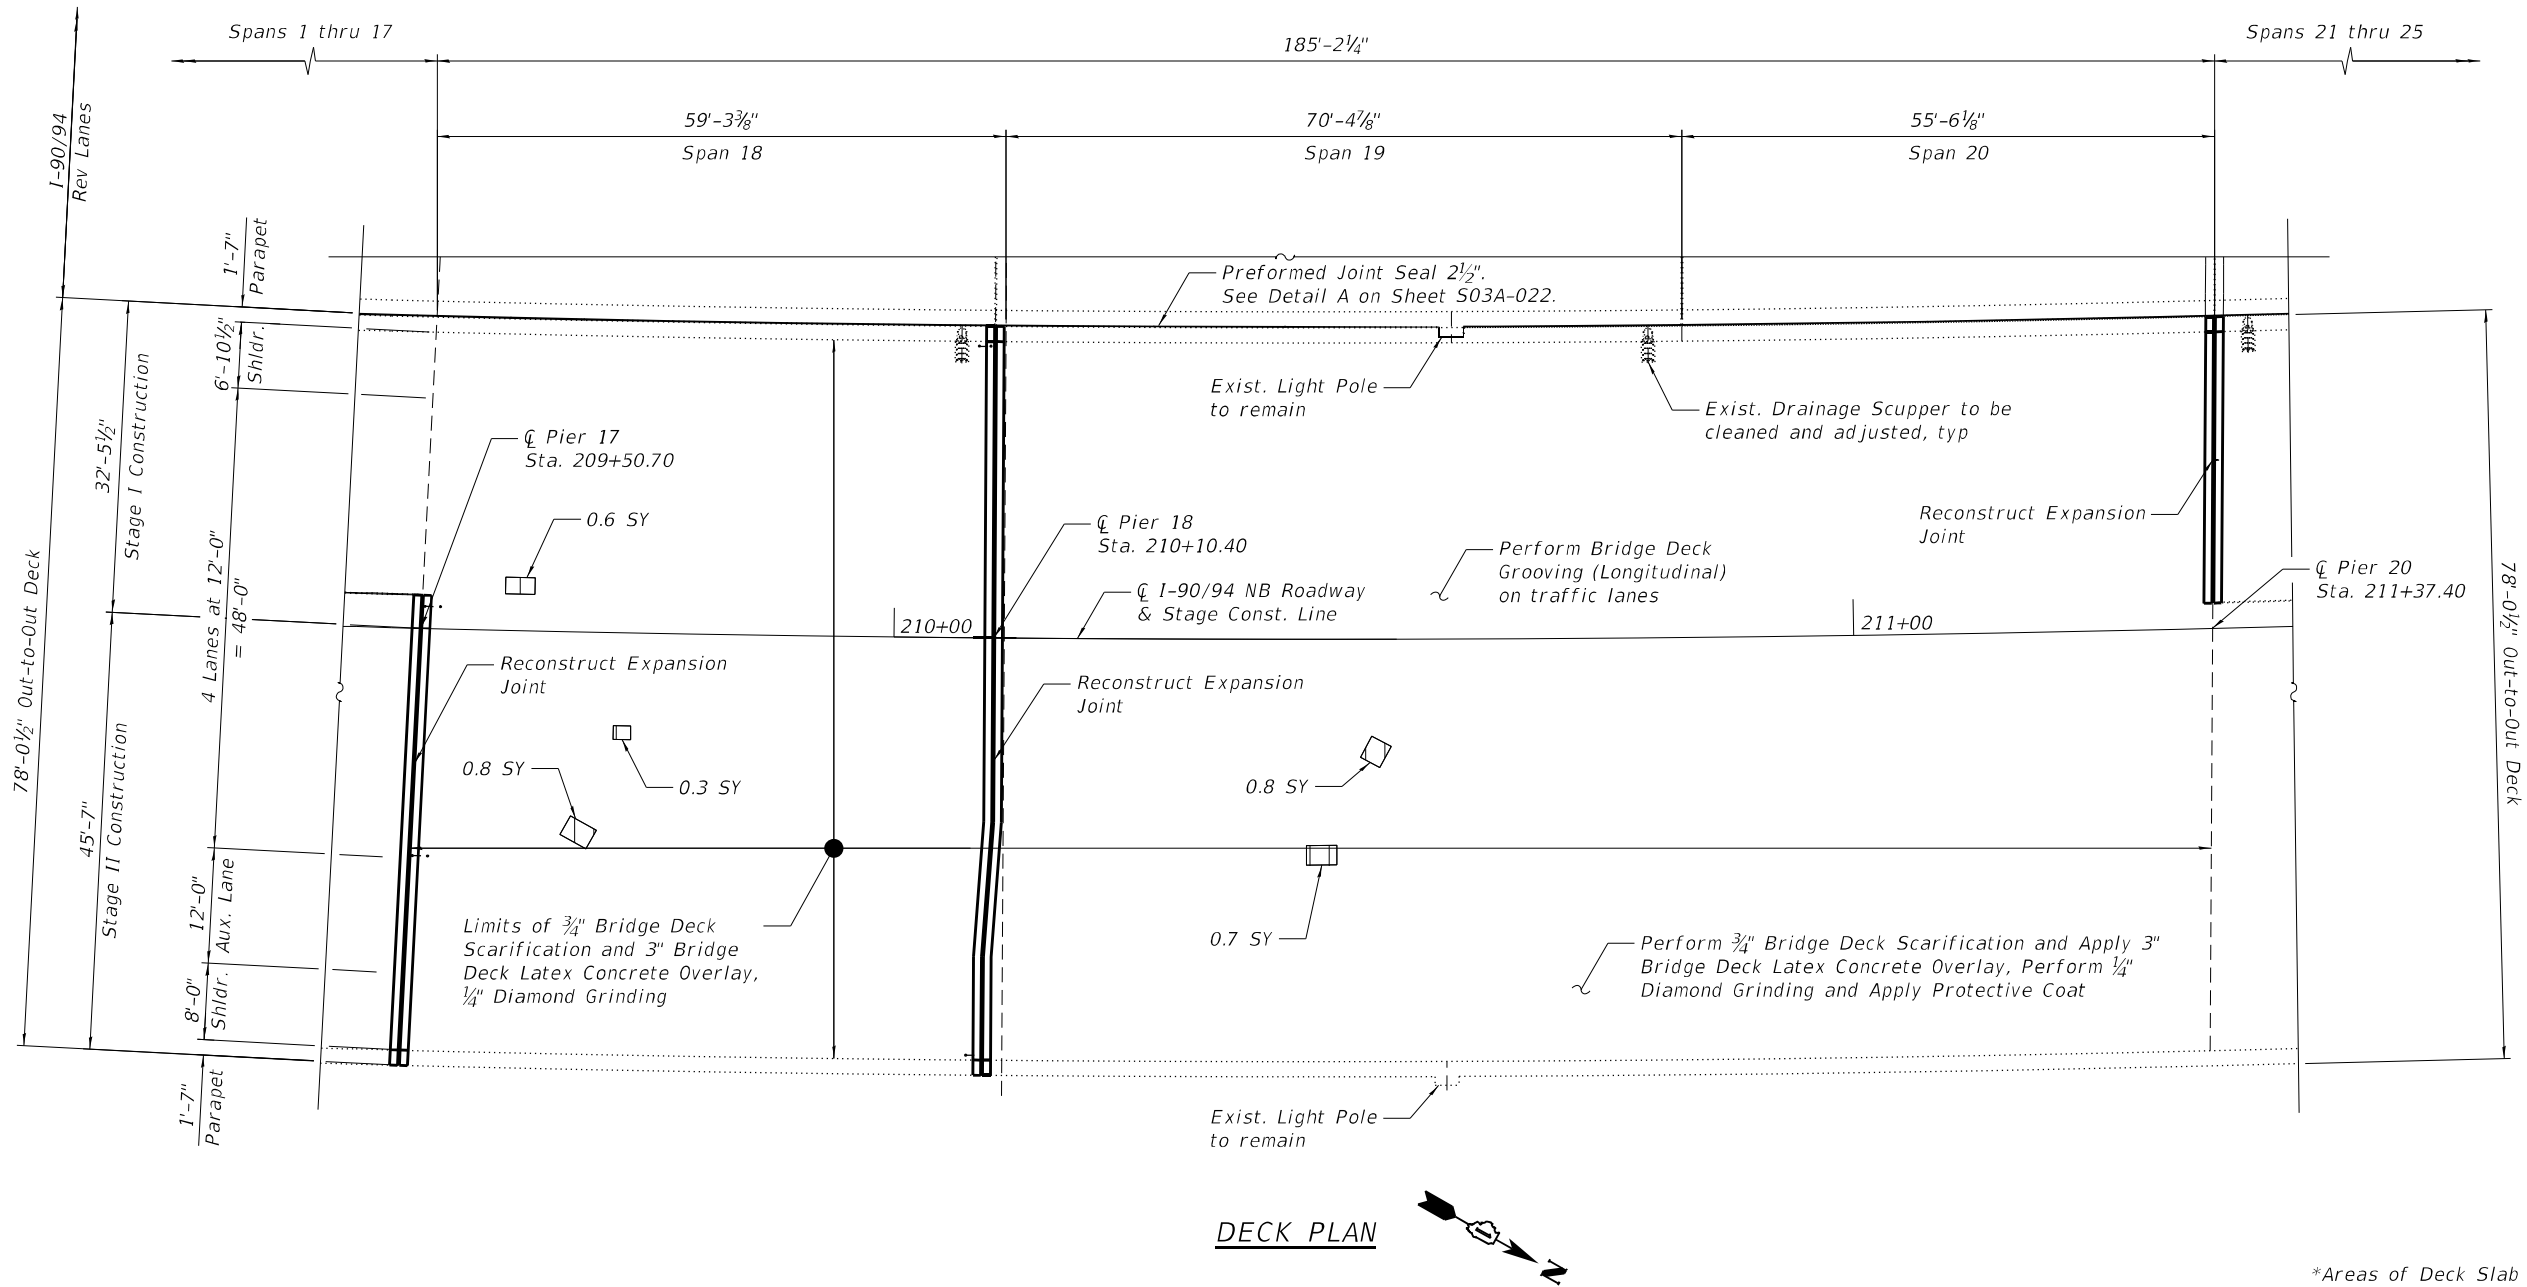 Spans 1 thru 17
185'-2¼"
Spans 21 thru 25
59'-3⅜"
Span 18
70'-4⅞"
Span 19
55'-6⅛"
Span 20
I-90/94
Rev Lanes
1'-7"
Parapet
6'-10½"
Shldr.
32'-5½"
Stage I Construction
4 Lanes at 12'-0"
= 48'-0"
78'-0½" Out-to-Out Deck
45'-7"
Stage II Construction
12'-0"
Aux. Lane
8'-0"
Shldr.
1'-7"
Parapet
Preformed Joint Seal 2½".
See Detail A on Sheet S03A-022.
Exist. Light Pole
to remain
Exist. Drainage Scupper to be
cleaned and adjusted, typ
℄ Pier 17
Sta. 209+50.70
0.6 SY
℄ Pier 18
Sta. 210+10.40
℄ I-90/94 NB Roadway
& Stage Const. Line
Perform Bridge Deck
Grooving (Longitudinal)
on traffic lanes
Reconstruct Expansion
Joint
℄ Pier 20
Sta. 211+37.40
78'-0½" Out-to-Out Deck
210+00
211+00
Reconstruct Expansion
Joint
Reconstruct Expansion
Joint
0.8 SY
0.3 SY
0.8 SY
0.7 SY
Limits of ¾" Bridge Deck
Scarification and 3" Bridge
Deck Latex Concrete Overlay,
¼" Diamond Grinding
Perform ¾" Bridge Deck Scarification and Apply 3"
Bridge Deck Latex Concrete Overlay, Perform ¼"
Diamond Grinding and Apply Protective Coat
Exist. Light Pole
to remain
DECK PLAN
N
*Areas of Deck Slab